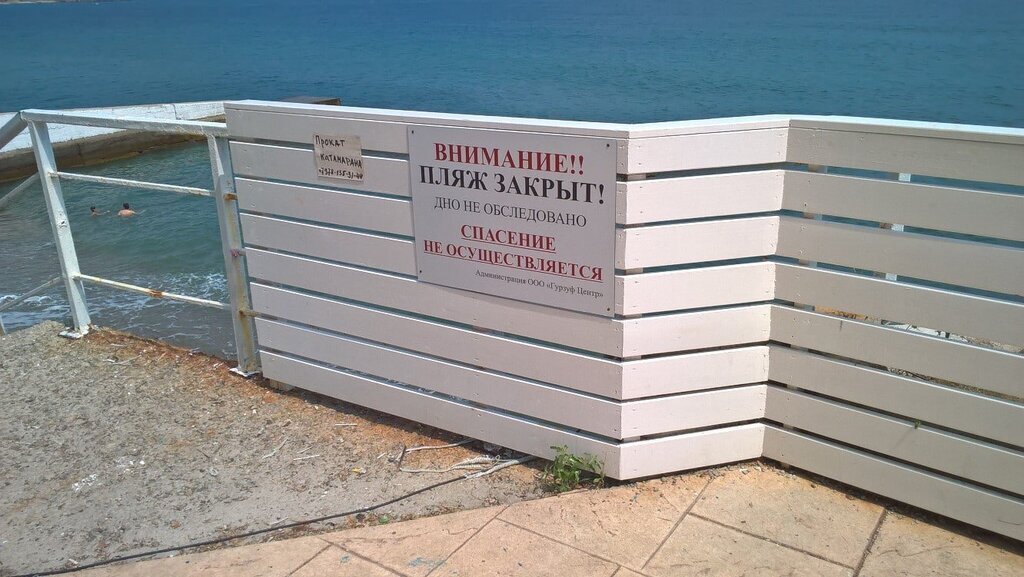 Прокат
катамарана
ВНИМАНИЕ!!
ПЛЯЖ ЗАКРЫТ!
ДНО НЕ ОБСЛЕДОВАНО
СПАСЕНИЕ
НЕ ОСУЩЕСТВЛЯЕТСЯ
Администрация ООО «Гурзуф Центр»